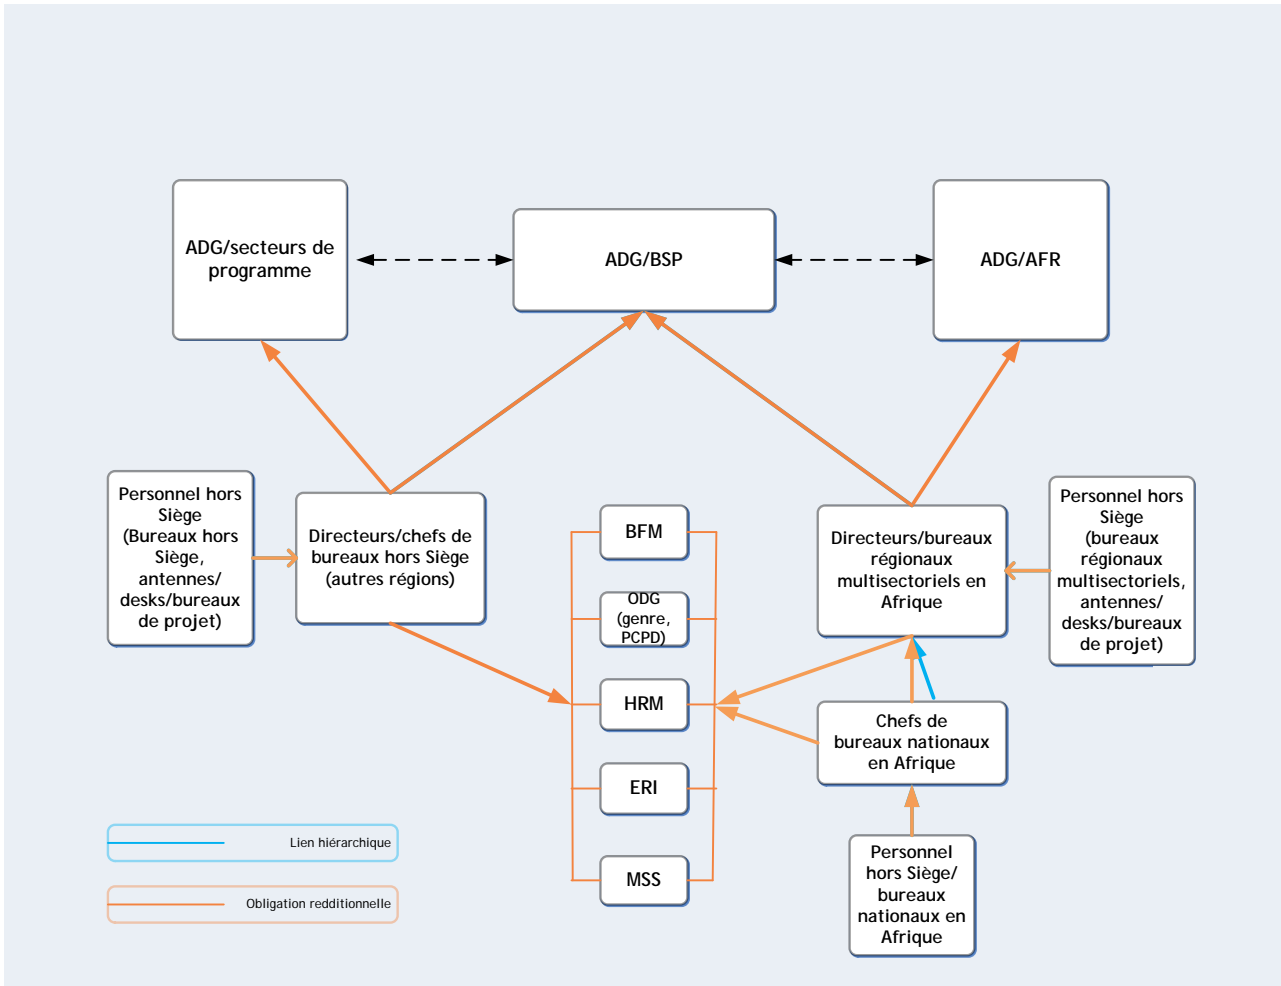 ADG/secteurs de
programme
ADG/BSP
ADG/AFR
Personnel hors
Siège
(Bureaux hors
Siège,
antennes/
desks/bureaux
de projet)
Directeurs/chefs de
bureaux hors Siège
(autres régions)
BFM
ODG
(genre,
PCPD)
HRM
ERI
MSS
Directeurs/bureaux
régionaux
multisectoriels en
Afrique
Personnel hors
Siège
(bureaux
régionaux
multisectoriels,
antennes/
desks/bureaux
de projet)
Chefs de
bureaux nationaux
en Afrique
Personnel
hors Siège/
bureaux
nationaux en
Afrique
Lien hiérarchique
Obligation redditionnelle